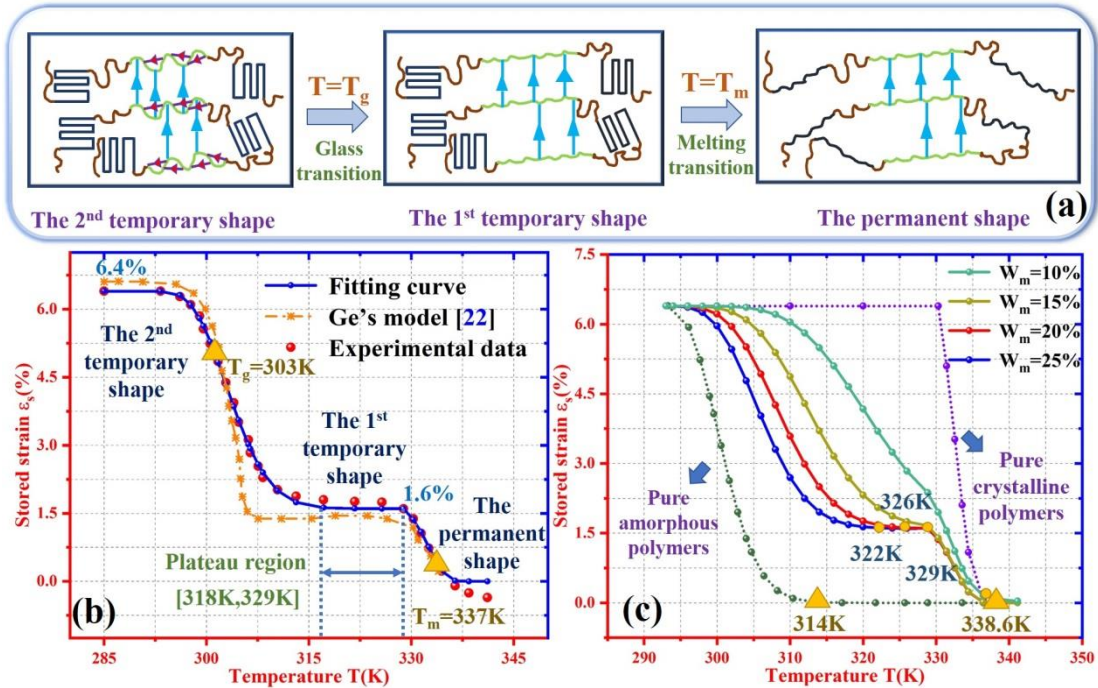 T=Tg
Glass
transition
T=Tm
Melting
transition
The 2nd temporary shape
The 1st temporary shape
The permanent shape
(a)
Stored strain εs(%)
6.0
4.5
3.0
1.5
0.0
6.4%
Fitting curve
Ge's model [22]
Experimental data
The 2nd
temporary
shape
Tg=303K
The 1st
temporary
shape
1.6%
The
permanent
shape
Plateau region
[318K,329K]
Tm=337K
(b)
285
300
315
330
345
Temperature T(K)
Stored strain εs(%)
7.5
6.0
4.5
3.0
1.5
0.0
Wm=10%
Wm=15%
Wm=20%
Wm=25%
Pure
amorphous
polymers
Pure
crystalline
polymers
326K
322K
329K
314K
338.6K
(c)
290
300
310
320
330
340
350
Temperature T(K)